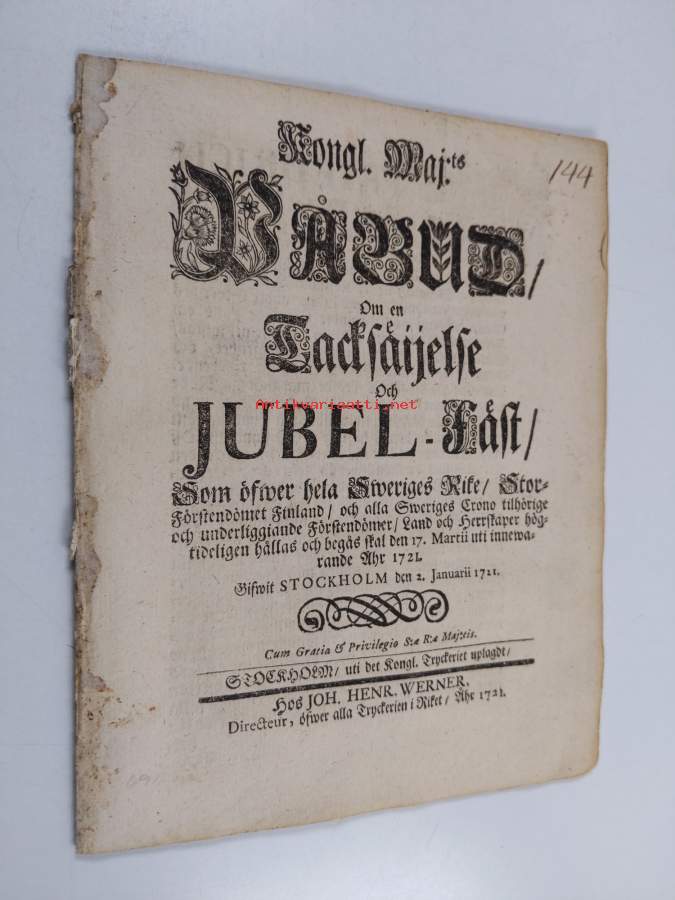 Kongl. Maj:ts
144
PÅBUD/
Om en
Tacksäijelse
Och
Antikvariaatti.net
JUBEL-Fäst/
Som öfwer hela Sweriges Rike/ Stor-
Förstendömet Finland/ och alla Sweriges Crono tilhörige
och underliggiande Förstendömer/ Land och Herrskaper hög-
tideligen hållas och begås skal den 17. Martii uti innewa-
rande Åhr 1721.
Gifwit STOCKHOLM den 2. Januarii 1721.
Cum Gratia & Privilegio S:æ R:æ Maj:tis.
STOCKHOLM/ uti det Kongl. Tryckeriet uplagdt/
Hos JOH. HENR. WERNER,
Directeur, öfwer alla Tryckerien i Riket/ Åhr 1721.